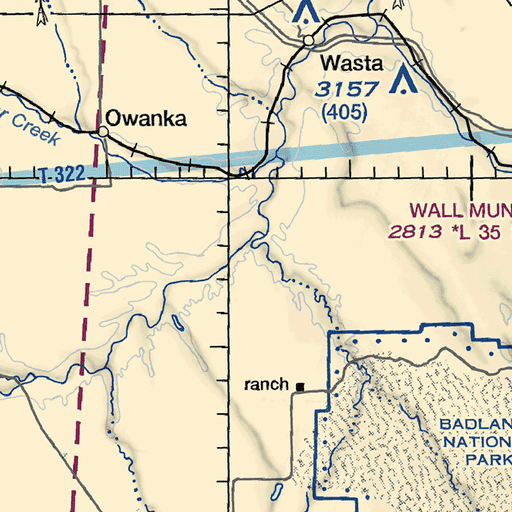 Wasta
3157
(405)
Owanka
Creek
T-322
WALL MUN
2813 *L 35
ranch
BADLAN
NATION
PARK